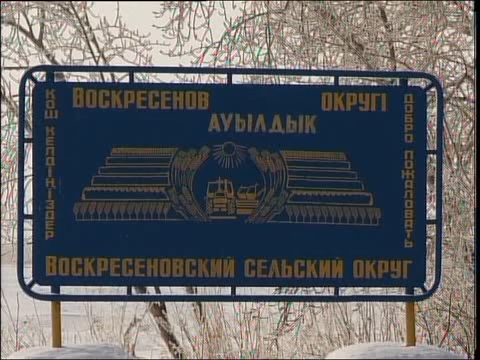 ВОСКРЕСЕНОВ ОКРУГІ
АУЫЛДЫҚ
ҚОШ КЕЛДІҢІЗДЕР
ДОБРО ПОЖАЛОВАТЬ
ВОСКРЕСЕНОВСКИЙ СЕЛЬСКИЙ ОКРУГ